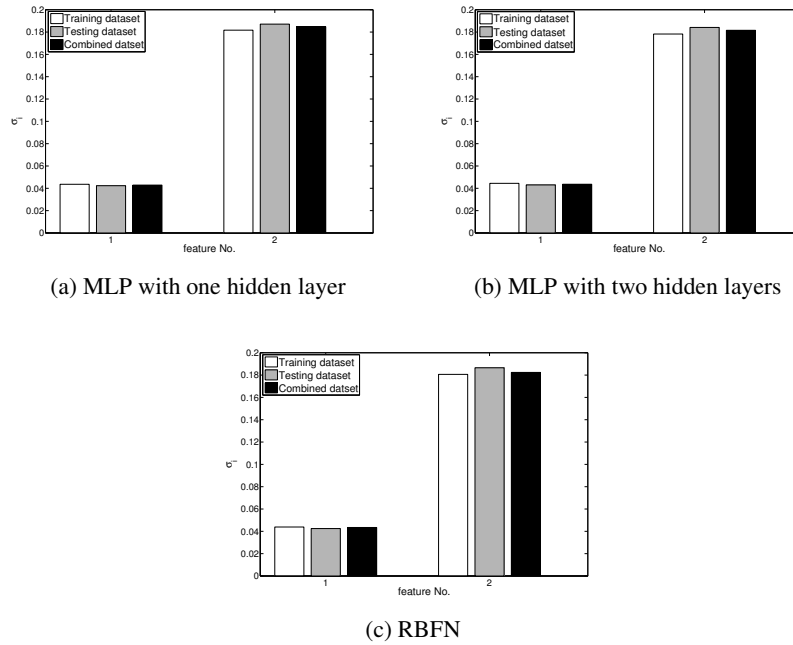 0.2
0.18
0.16
0.14
0.12
0.1
0.08
0.06
0.04
0.02
0
σi
Training dataset
Testing dataset
Combined datset
1
2
feature No.
(a) MLP with one hidden layer
0.2
0.18
0.16
0.14
0.12
0.1
0.08
0.06
0.04
0.02
0
σi
Training dataset
Testing dataset
Combined datset
1
2
feature No.
(b) MLP with two hidden layers
0.2
0.18
0.16
0.14
0.12
0.1
0.08
0.06
0.04
0.02
0
σi
Training dataset
Testing dataset
Combined datset
1
2
feature No.
(c) RBFN